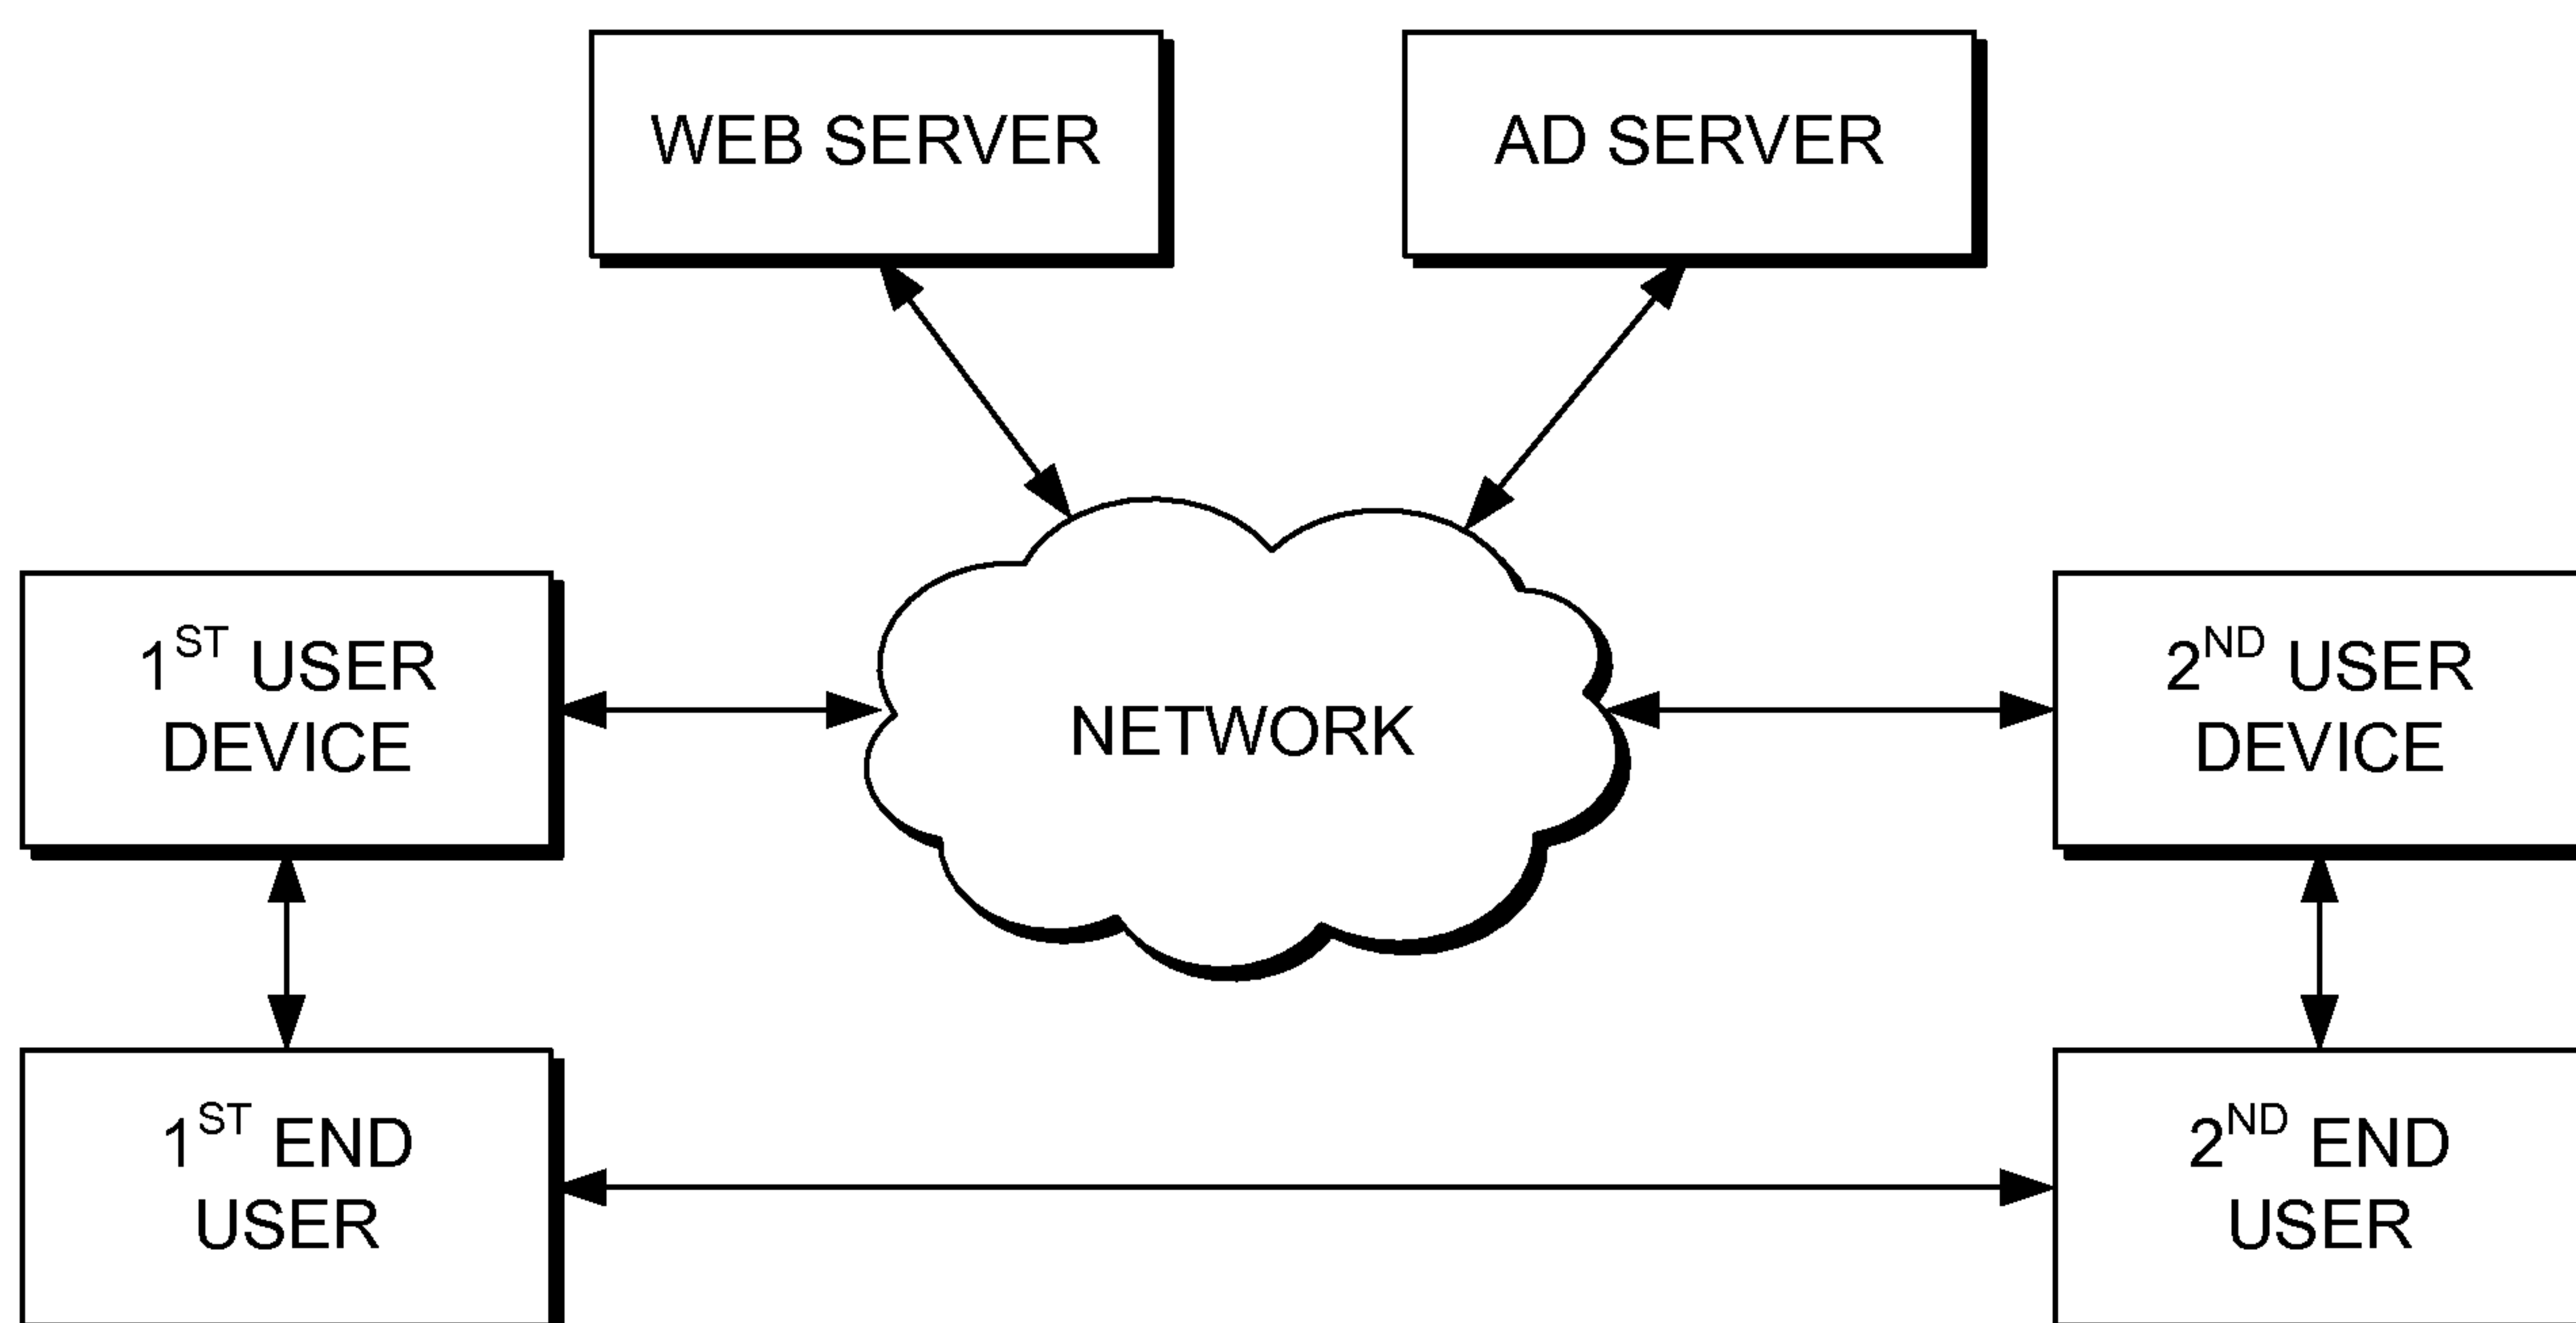 WEB SERVER
AD SERVER
1ST USER
DEVICE
NETWORK
2ND USER
DEVICE
1ST END
USER
2ND END
USER